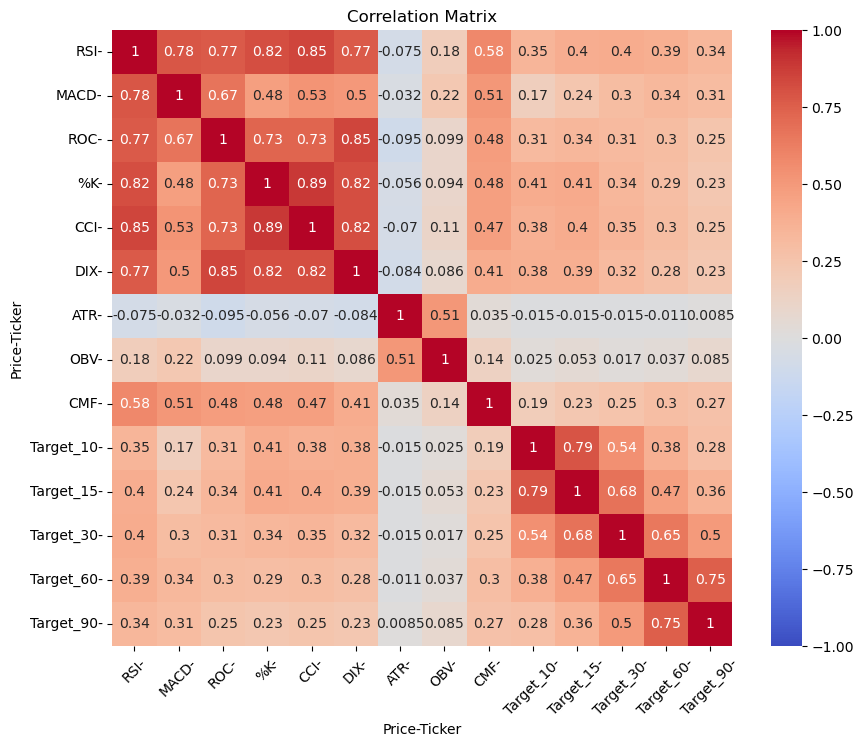 Correlation Matrix
RSI- 1 0.78 0.77 0.82 0.85 0.77 -0.075 0.18 0.58 0.35 0.4 0.4 0.39 0.34
MACD- 0.78 1 0.67 0.48 0.53 0.5 -0.032 0.22 0.51 0.17 0.24 0.3 0.34 0.31
ROC- 0.77 0.67 1 0.73 0.73 0.85 -0.095 0.099 0.48 0.31 0.34 0.31 0.3 0.25
%K- 0.82 0.48 0.73 1 0.89 0.82 -0.056 0.094 0.48 0.41 0.41 0.34 0.29 0.23
CCI- 0.85 0.53 0.73 0.89 1 0.82 -0.07 0.11 0.47 0.38 0.4 0.35 0.3 0.25
DIX- 0.77 0.5 0.85 0.82 0.82 1 -0.084 0.086 0.41 0.38 0.39 0.32 0.28 0.23
ATR- -0.075 -0.032 -0.095 -0.056 -0.07 -0.084 1 0.51 0.035 -0.015 -0.015 -0.015 -0.011 0.0085
OBV- 0.18 0.22 0.099 0.094 0.11 0.086 0.51 1 0.14 0.025 0.053 0.017 0.037 0.085
CMF- 0.58 0.51 0.48 0.48 0.47 0.41 0.035 0.14 1 0.19 0.23 0.25 0.3 0.27
Target_10- 0.35 0.17 0.31 0.41 0.38 0.38 -0.015 0.025 0.19 1 0.79 0.54 0.38 0.28
Target_15- 0.4 0.24 0.34 0.41 0.4 0.39 -0.015 0.053 0.23 0.79 1 0.68 0.47 0.36
Target_30- 0.4 0.3 0.31 0.34 0.35 0.32 -0.015 0.017 0.25 0.54 0.68 1 0.65 0.5
Target_60- 0.39 0.34 0.3 0.29 0.3 0.28 -0.011 0.037 0.3 0.38 0.47 0.65 1 0.75
Target_90- 0.34 0.31 0.25 0.23 0.25 0.23 0.0085 0.085 0.27 0.28 0.36 0.5 0.75 1
RSI- MACD- ROC- %K- CCI- DIX- ATR- OBV- CMF- Target_10- Target_15- Target_30- Target_60- Target_90-
Price-Ticker
Price-Ticker
1.00
0.75
0.50
0.25
0.00
−0.25
−0.50
−0.75
−1.00